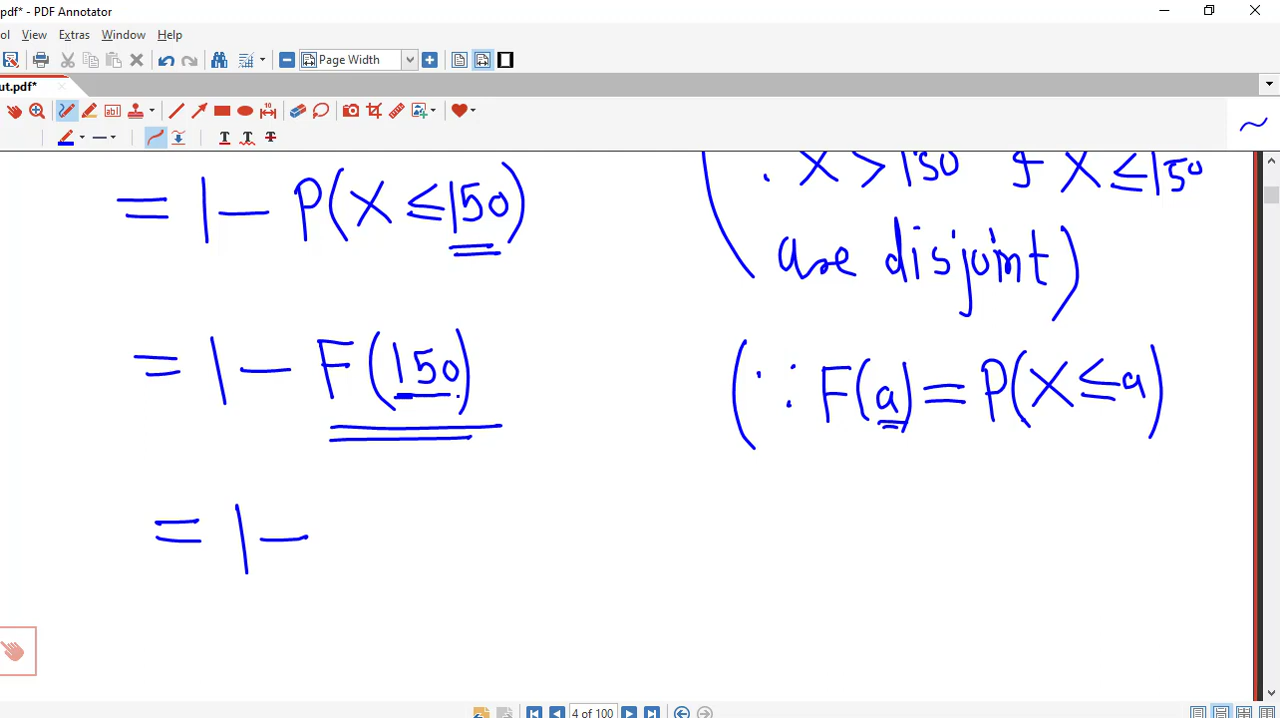 .pdf* - PDF Annotator
ol View Extras Window Help
Page Width
ut.pdf*
. X > 150 & X ≤ 150
are disjoint)
= 1 - P(X ≤ 150)
= 1 - F(150)
(∵ F(a) = P(X ≤ a)
= 1 -
4 of 100